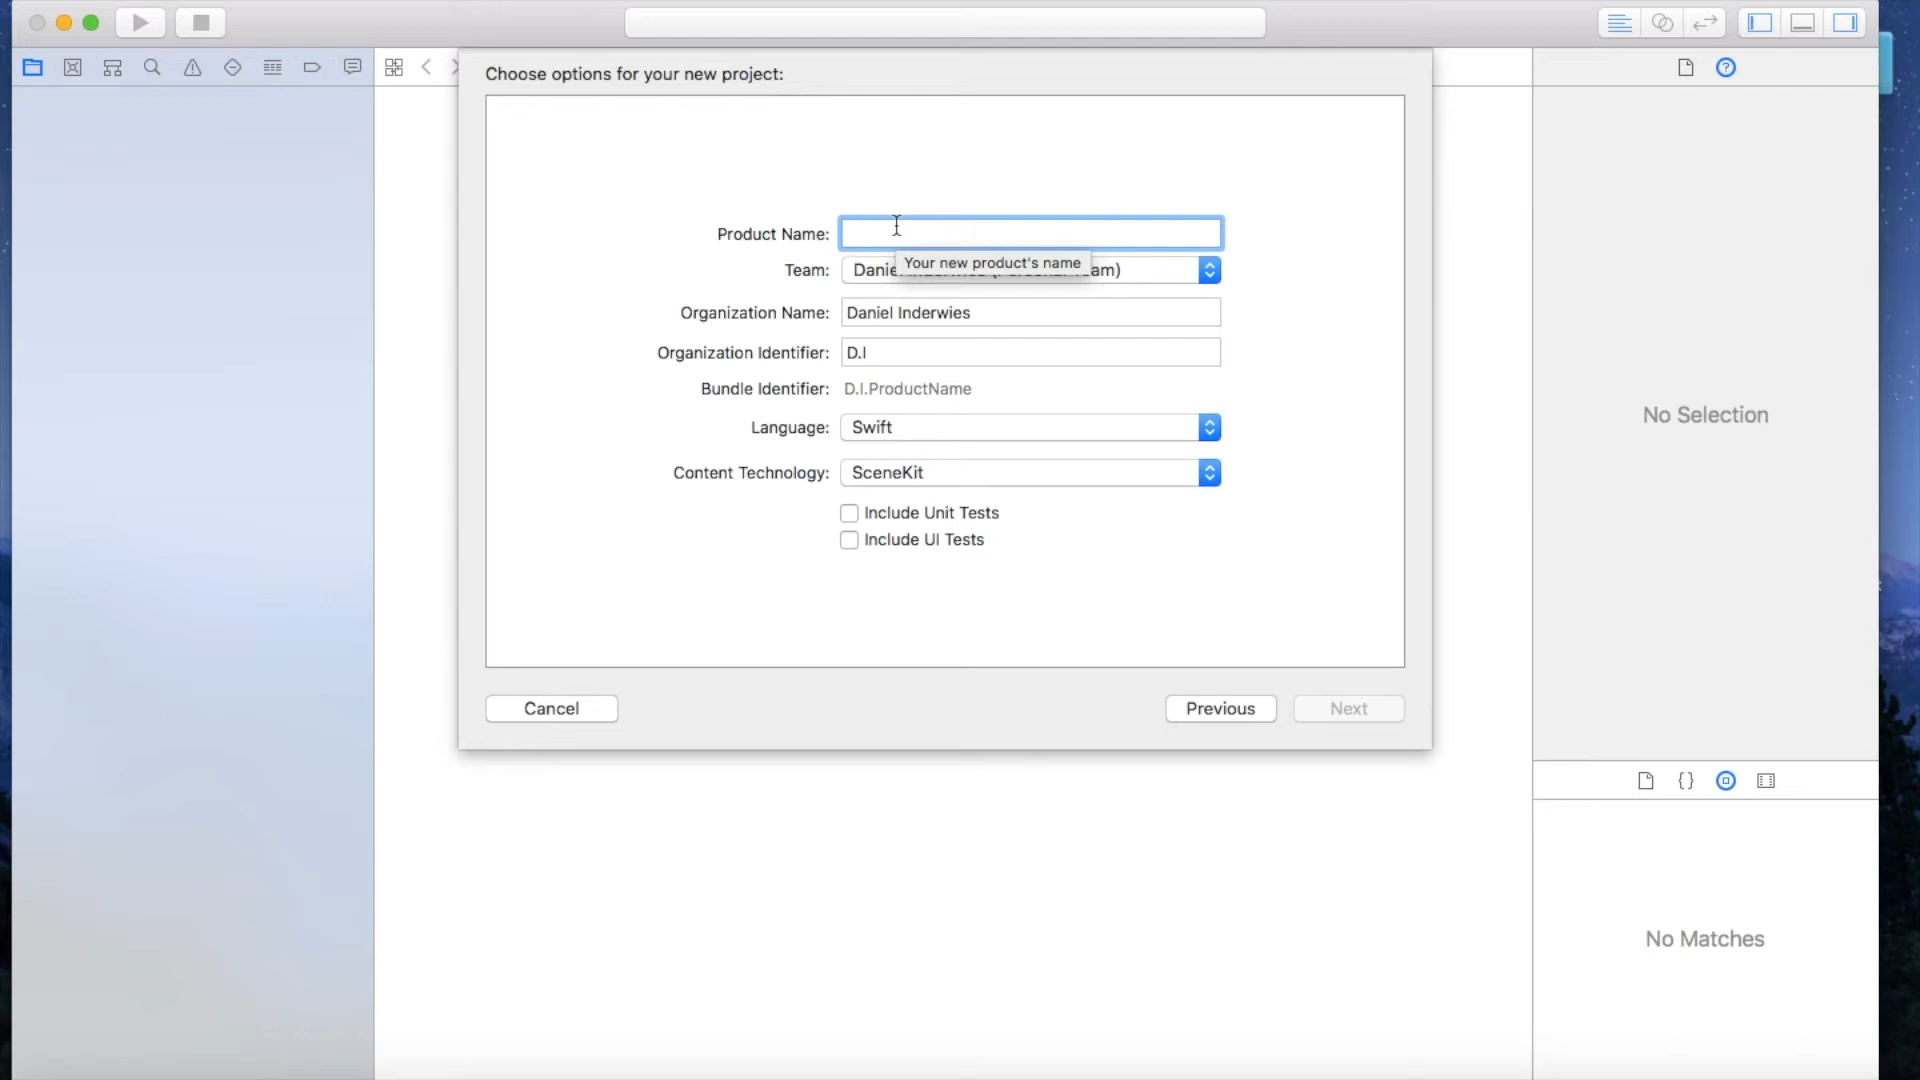 Choose options for your new project:
Product Name:
Your new product's name
Team: Danie am)
Organization Name: Daniel Inderwies
Organization Identifier: D.I
Bundle Identifier: D.I.ProductName
Language: Swift
Content Technology: SceneKit
Include Unit Tests
Include UI Tests
Cancel
Previous
Next
No Selection
No Matches